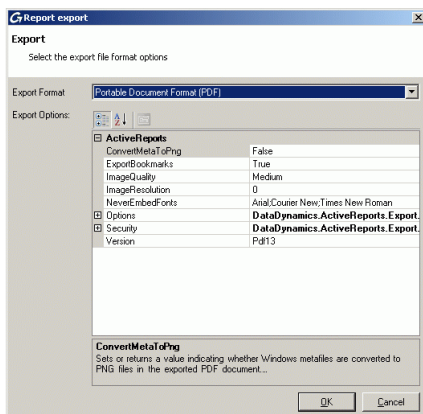 Report export
Export
Select the export file format options
Export Format
Portable Document Format (PDF)
Export Options:
ActiveReports
ConvertMetaToPng False
ExportBookmarks True
ImageQuality Medium
ImageResolution 0
NeverEmbedFonts Arial;Courier New;Times New Roman
Options DataDynamics.ActiveReports.Export.
Security DataDynamics.ActiveReports.Export.
Version Pdf13
ConvertMetaToPng
Sets or returns a value indicating whether Windows metafiles are converted to
PNG files in the exported PDF document...
OK Cancel